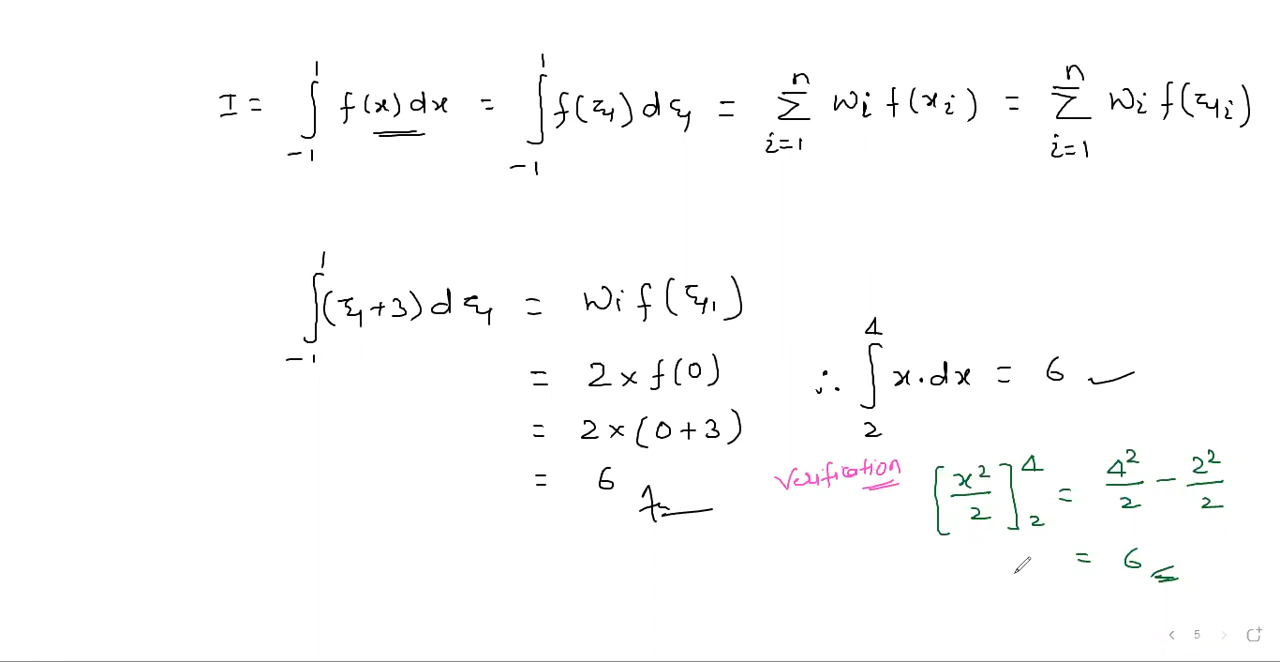 I = ∫_{-1}^{1} f(x) dx = ∫_{-1}^{1} f(ξ) dξ = Σ_{i=1}^{n} wi f(xi) = Σ_{i=1}^{n} wi f(ξi)
∫_{-1}^{1} (ξ+3) dξ = wi f(ξ1)
= 2 × f(0)
∴ ∫_{2}^{4} x·dx = 6
= 2 × (0+3)
= 6
Verification [x²/2]_{2}^{4} = 4²/2 − 2²/2
= 6
5